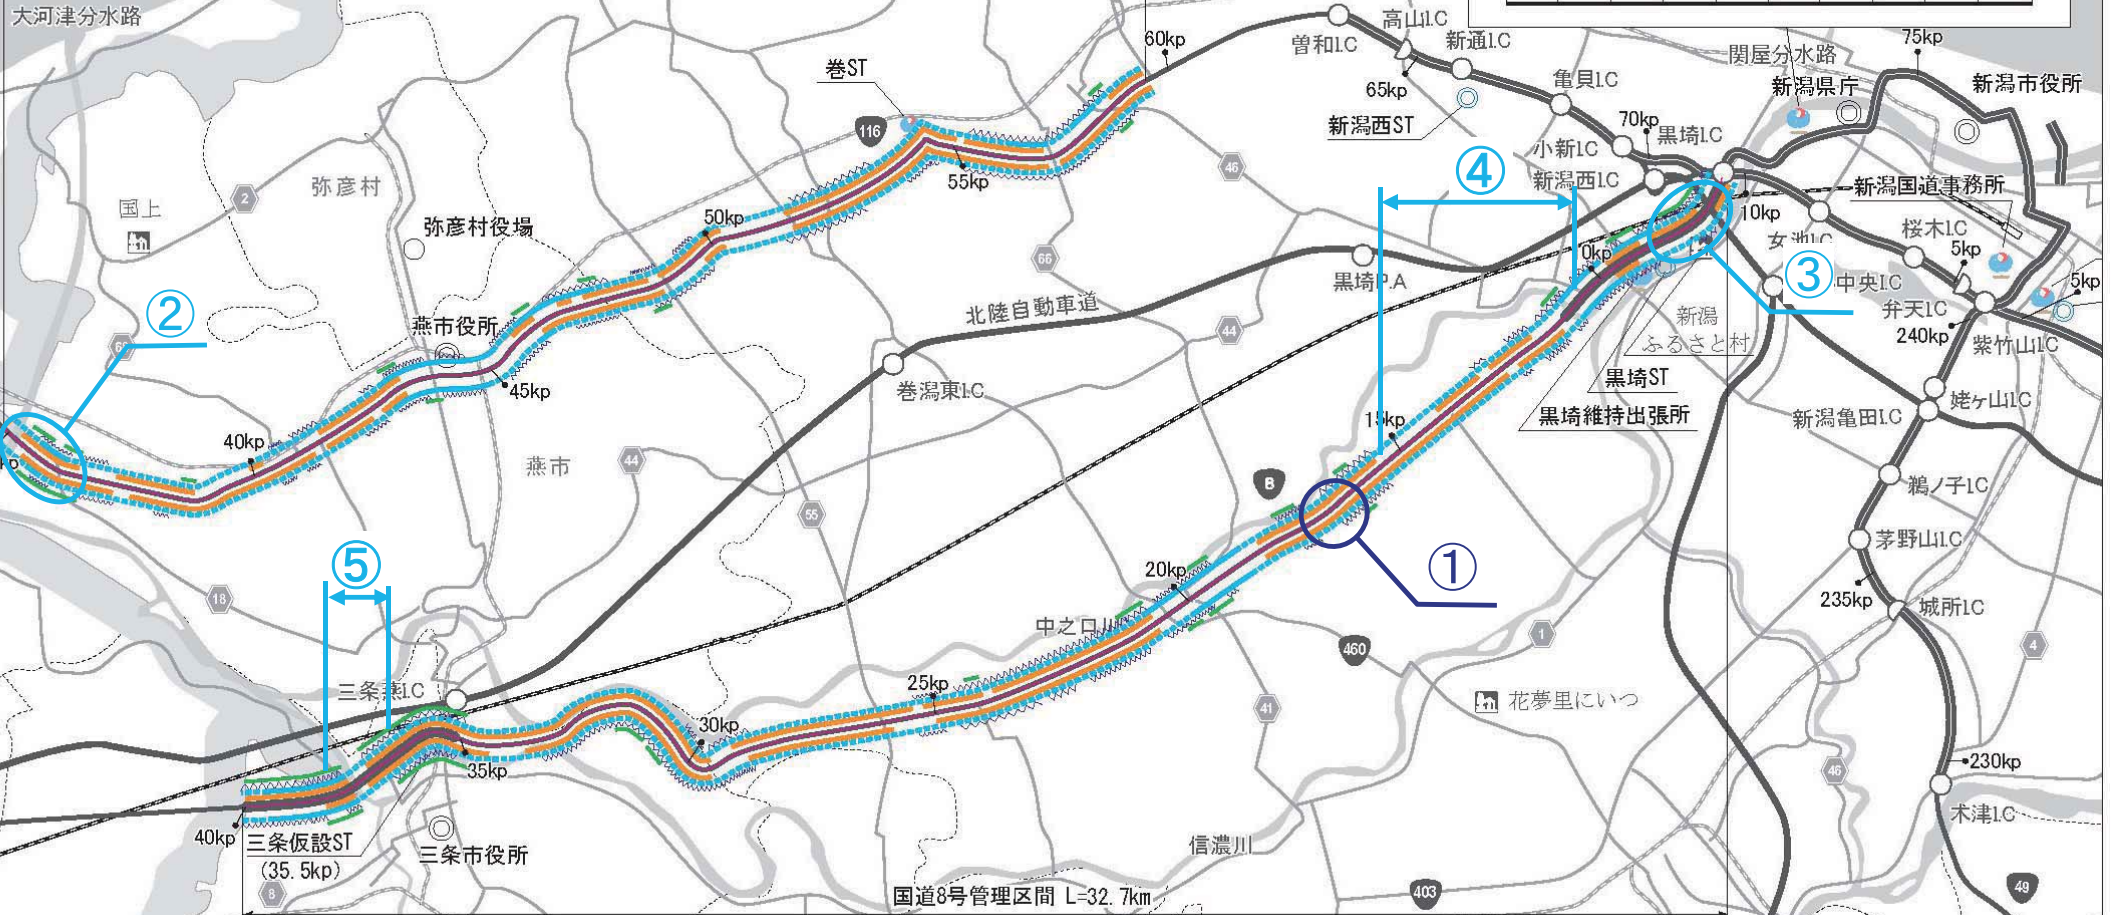 大河津分水路
60kp
高山I.C
曽和I.C
新通I.C
関屋分水路
75kp
巻ST
65kp
亀貝I.C
新潟県庁
新潟市役所
116
新潟西ST
70kp
黒埼I.C
小新I.C
46
55kp
④
新潟西I.C
新潟国道事務所
弥彦村
2
国上
弥彦村役場
50kp
10kp
女池I.C
桜木I.C
5kp
66
0kp
黒埼P.A
③
中央I.C
5kp
②
北陸自動車道
新潟
弁天I.C
燕市役所
44
ふるさと村
240kp
紫竹山I.C
45kp
巻潟東I.C
黒埼ST
黒埼維持出張所
姥ヶ山I.C
新潟亀田I.C
15kp
40kp
燕市
44
8
鵜ノ子I.C
55
茅野山I.C
⑤
①
20kp
18
235kp
城所I.C
中之口川
1
460
4
三条燕I.C
25kp
41
花夢里にいつ
30kp
35kp
46
230kp
40kp
三条仮設ST
(35.5kp)
三条市役所
信濃川
木津I.C
8
国道8号管理区間 L=32.7km
403
49